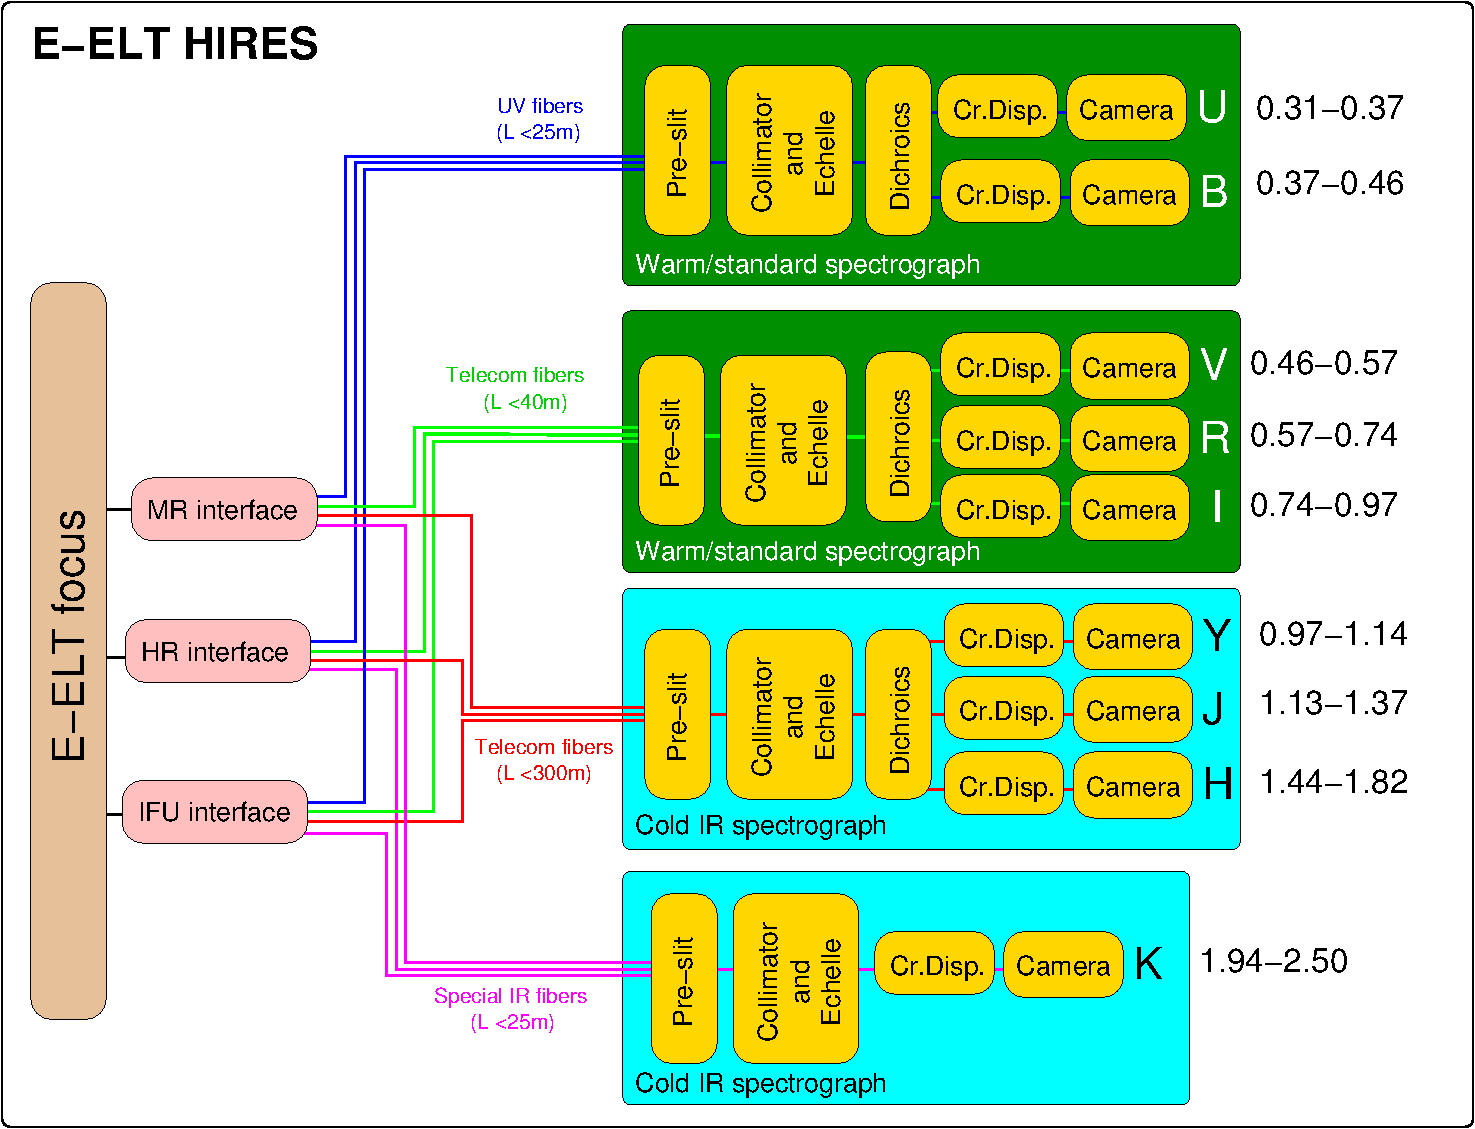 E−ELT HIRES
E−ELT focus
MR interface
HR interface
IFU interface
UV fibers
(L <25m)
Pre−slit
Collimator
and
Echelle
Dichroics
Cr.Disp.
Camera
U
0.31−0.37
Cr.Disp.
Camera
B
0.37−0.46
Warm/standard spectrograph
Telecom fibers
(L <40m)
Pre−slit
Collimator
and
Echelle
Dichroics
Cr.Disp.
Camera
V
0.46−0.57
Cr.Disp.
Camera
R
0.57−0.74
Cr.Disp.
Camera
I
0.74−0.97
Warm/standard spectrograph
Telecom fibers
(L <300m)
Pre−slit
Collimator
and
Echelle
Dichroics
Cr.Disp.
Camera
Y
0.97−1.14
Cr.Disp.
Camera
J
1.13−1.37
Cr.Disp.
Camera
H
1.44−1.82
Cold IR spectrograph
Special IR fibers
(L <25m)
Pre−slit
Collimator
and
Echelle
Cr.Disp.
Camera
K
1.94−2.50
Cold IR spectrograph